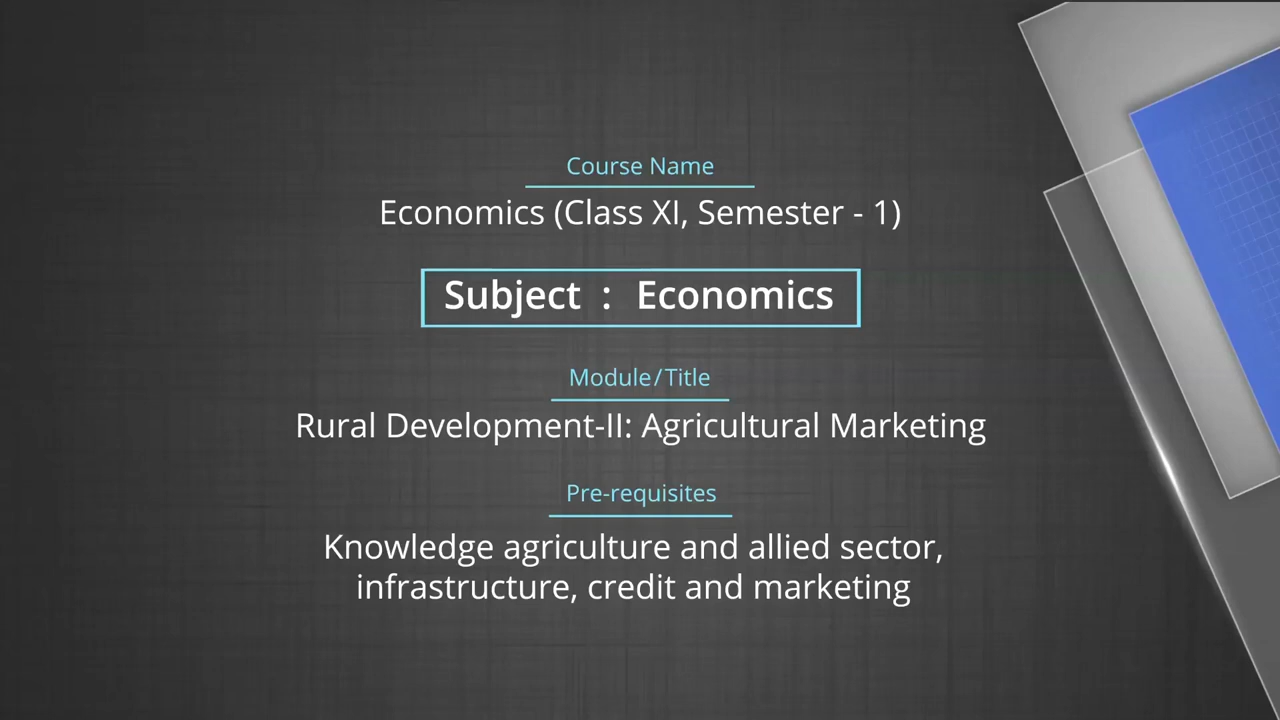 Course Name
Economics (Class XI, Semester - 1)
Subject : Economics
Module/Title
Rural Development-II: Agricultural Marketing
Pre-requisites
Knowledge agriculture and allied sector,
infrastructure, credit and marketing